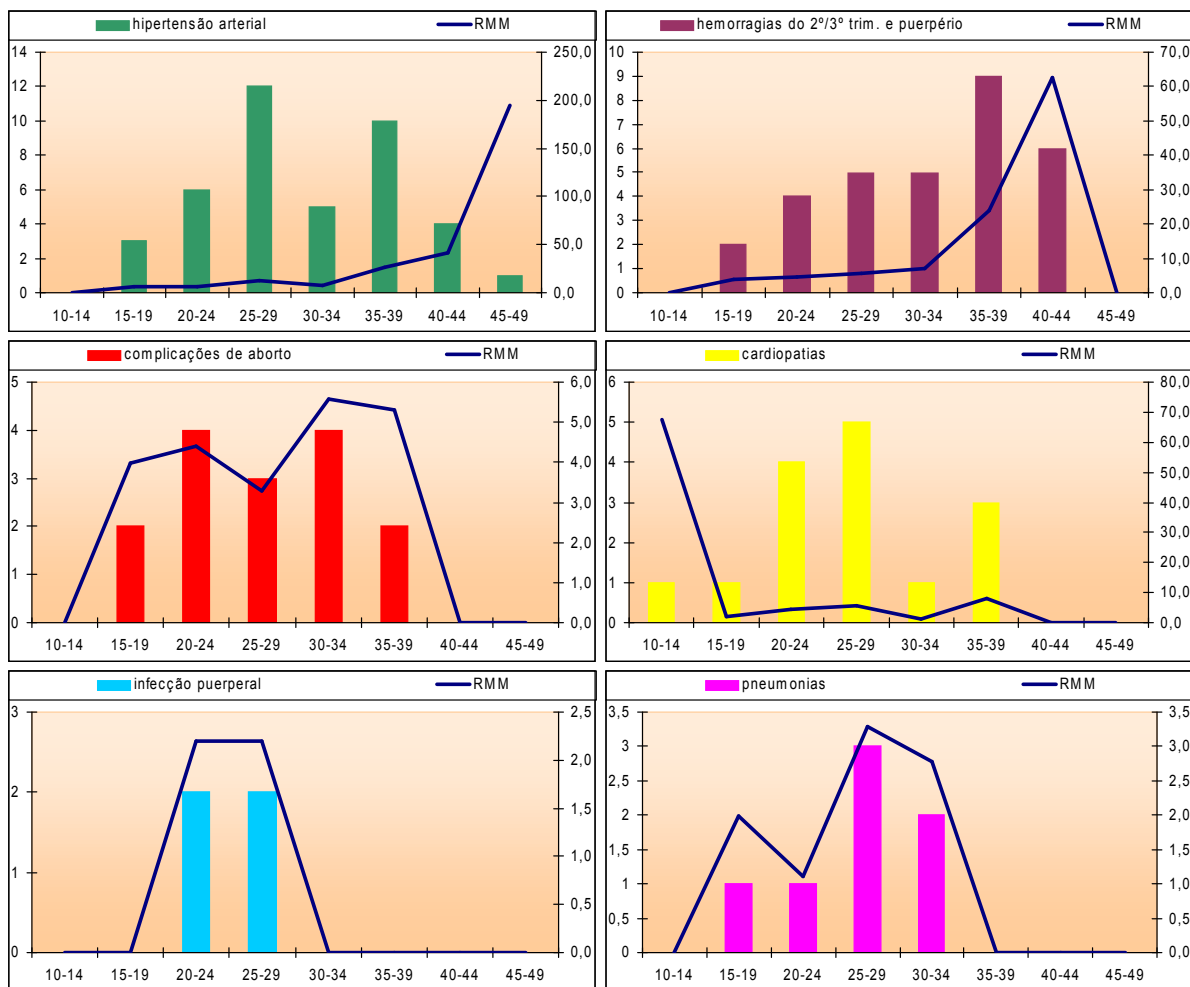 hipertensão arterial RMM
14 12 10 8 6 4 2 0
250,0 200,0 150,0 100,0 50,0 0,0
10-14 15-19 20-24 25-29 30-34 35-39 40-44 45-49
hemorragias do 2º/3º trim. e puerpério RMM
10 9 8 7 6 5 4 3 2 1 0
70,0 60,0 50,0 40,0 30,0 20,0 10,0 0,0
10-14 15-19 20-24 25-29 30-34 35-39 40-44 45-49
complicações de aborto RMM
5 4 3 2 1 0
6,0 5,0 4,0 3,0 2,0 1,0 0,0
10-14 15-19 20-24 25-29 30-34 35-39 40-44 45-49
cardiopatias RMM
6 5 4 3 2 1 0
80,0 70,0 60,0 50,0 40,0 30,0 20,0 10,0 0,0
10-14 15-19 20-24 25-29 30-34 35-39 40-44 45-49
infecção puerperal RMM
3 2 1 0
2,5 2,0 1,5 1,0 0,5 0,0
10-14 15-19 20-24 25-29 30-34 35-39 40-44 45-49
pneumonias RMM
3,5 3 2,5 2 1,5 1 0,5 0
3,5 3,0 2,5 2,0 1,5 1,0 0,5 0,0
10-14 15-19 20-24 25-29 30-34 35-39 40-44 45-49